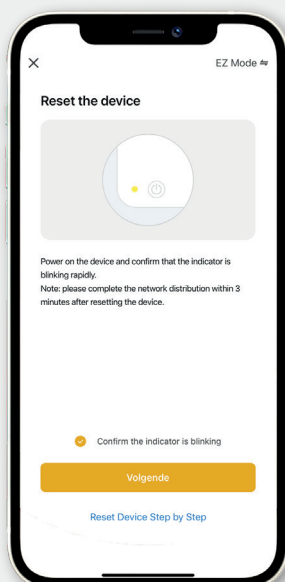 EZ Mode ⇋
Reset the device
Power on the device and confirm that the indicator is
blinking rapidly.
Note: please complete the network distribution within 3
minutes after resetting the device.
Confirm the indicator is blinking
Volgende
Reset Device Step by Step